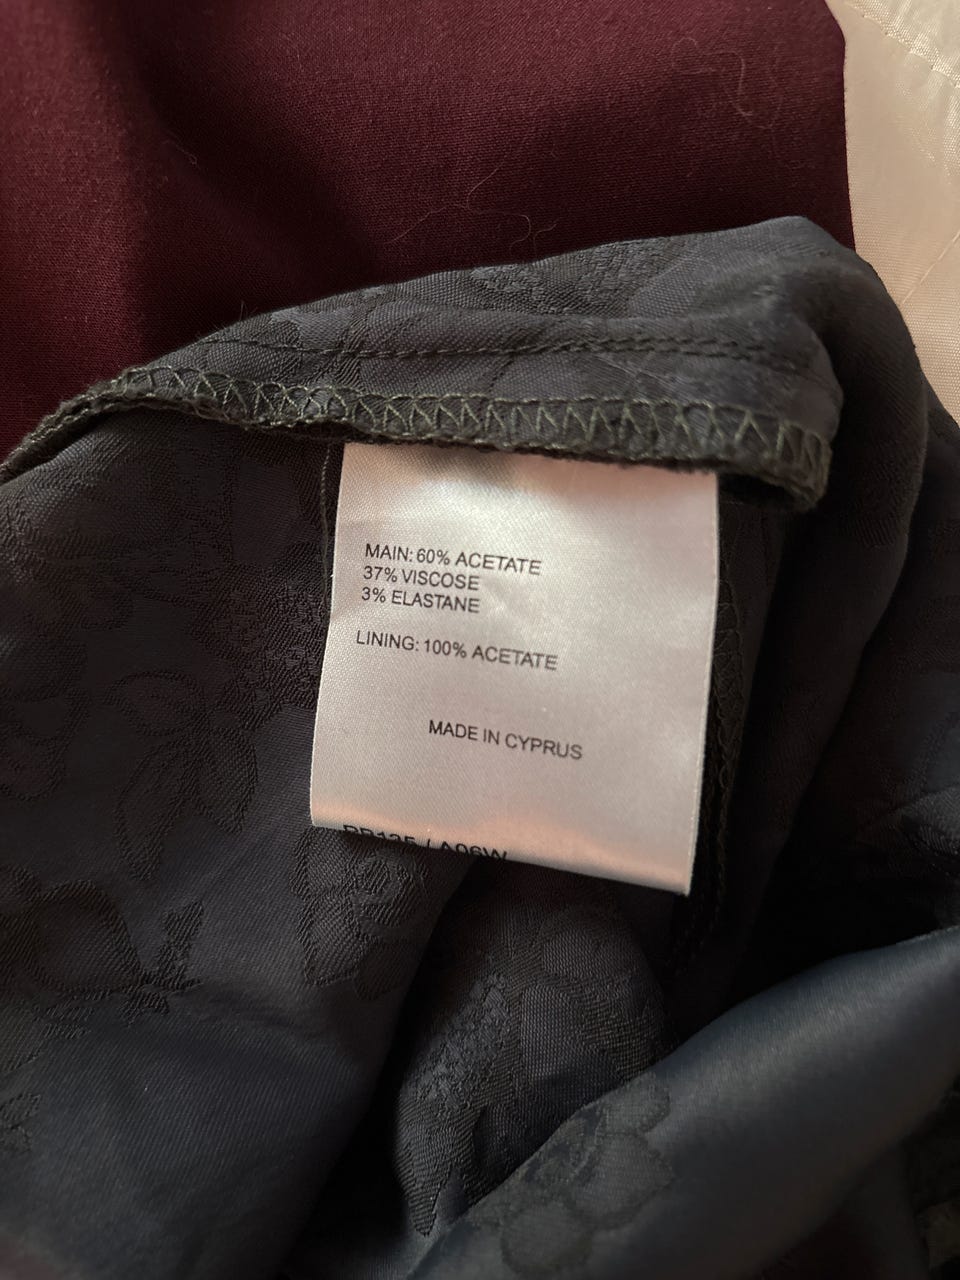 MAIN: 60% ACETATE
37% VISCOSE
3% ELASTANE
LINING: 100% ACETATE
MADE IN CYPRUS